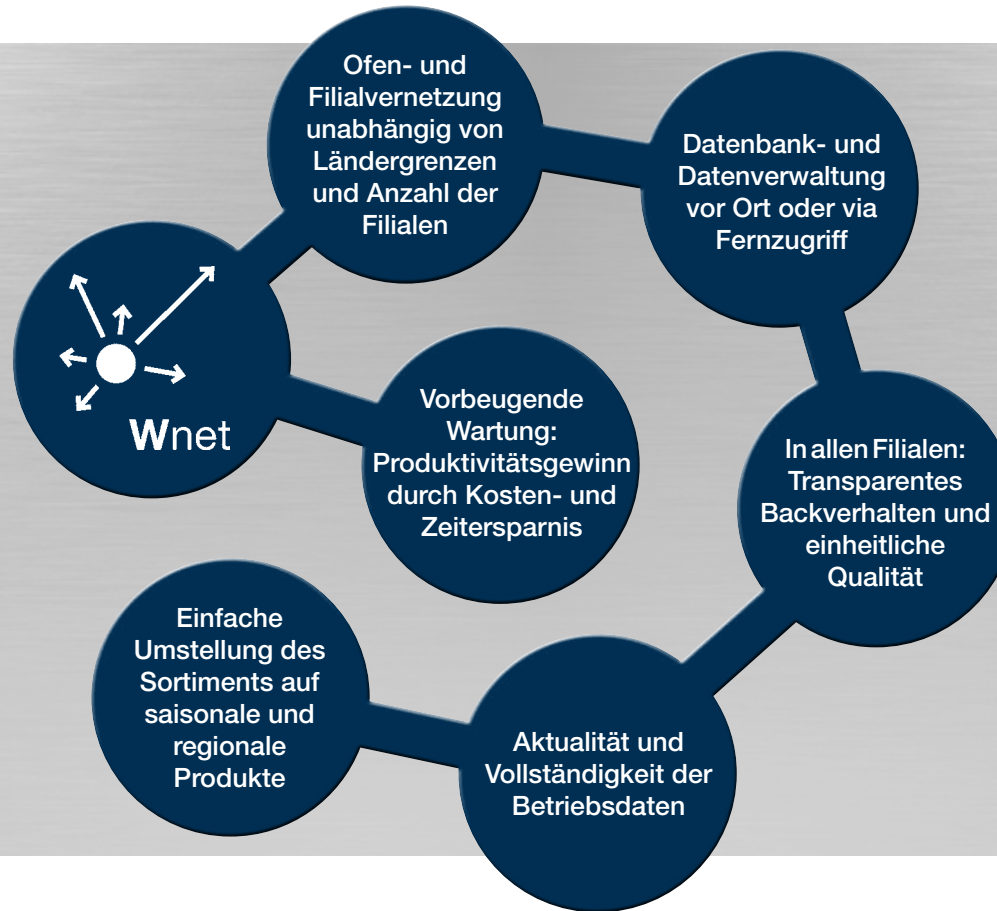 Ofen- und
Filialvernetzung
unabhängig von
Ländergrenzen
und Anzahl der
Filialen
Datenbank- und
Datenverwaltung
vor Ort oder via
Fernzugriff
Wnet
Vorbeugende
Wartung:
Produktivitätsgewinn
durch Kosten- und
Zeitersparnis
In allen Filialen:
Transparentes
Backverhalten und
einheitliche
Qualität
Einfache
Umstellung des
Sortiments auf
saisonale und
regionale
Produkte
Aktualität und
Vollständigkeit der
Betriebsdaten